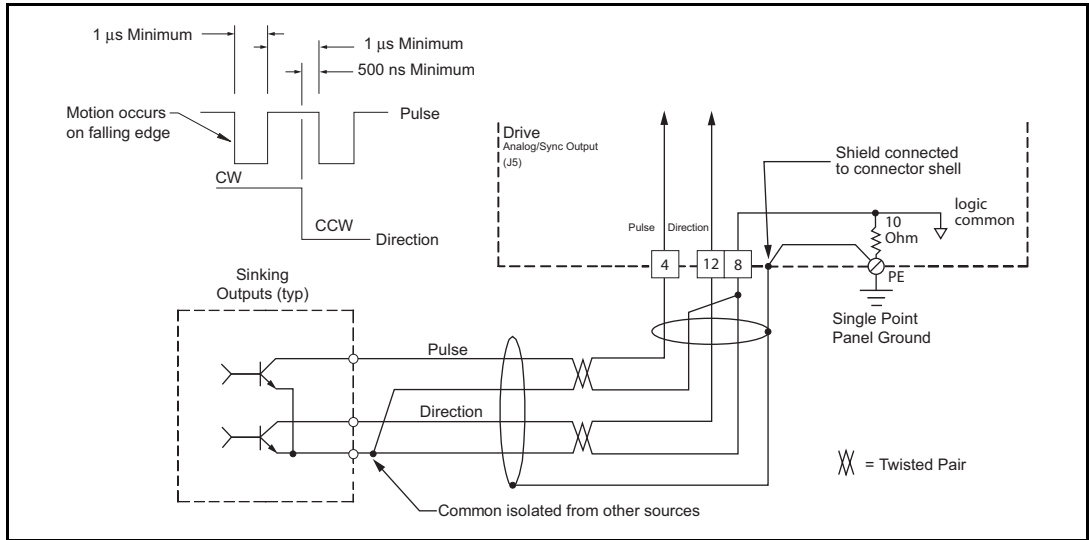 1 μs Minimum
1 μs Minimum
500 ns Minimum
Motion occurs
on falling edge
Pulse
CW
CCW
Direction
Drive
Analog/Sync Output
(J5)
Shield connected
to connector shell
logic
common
10
Ohm
Pulse
Direction
4
12
8
PE
Single Point
Panel Ground
Sinking
Outputs (typ)
Pulse
Direction
= Twisted Pair
Common isolated from other sources